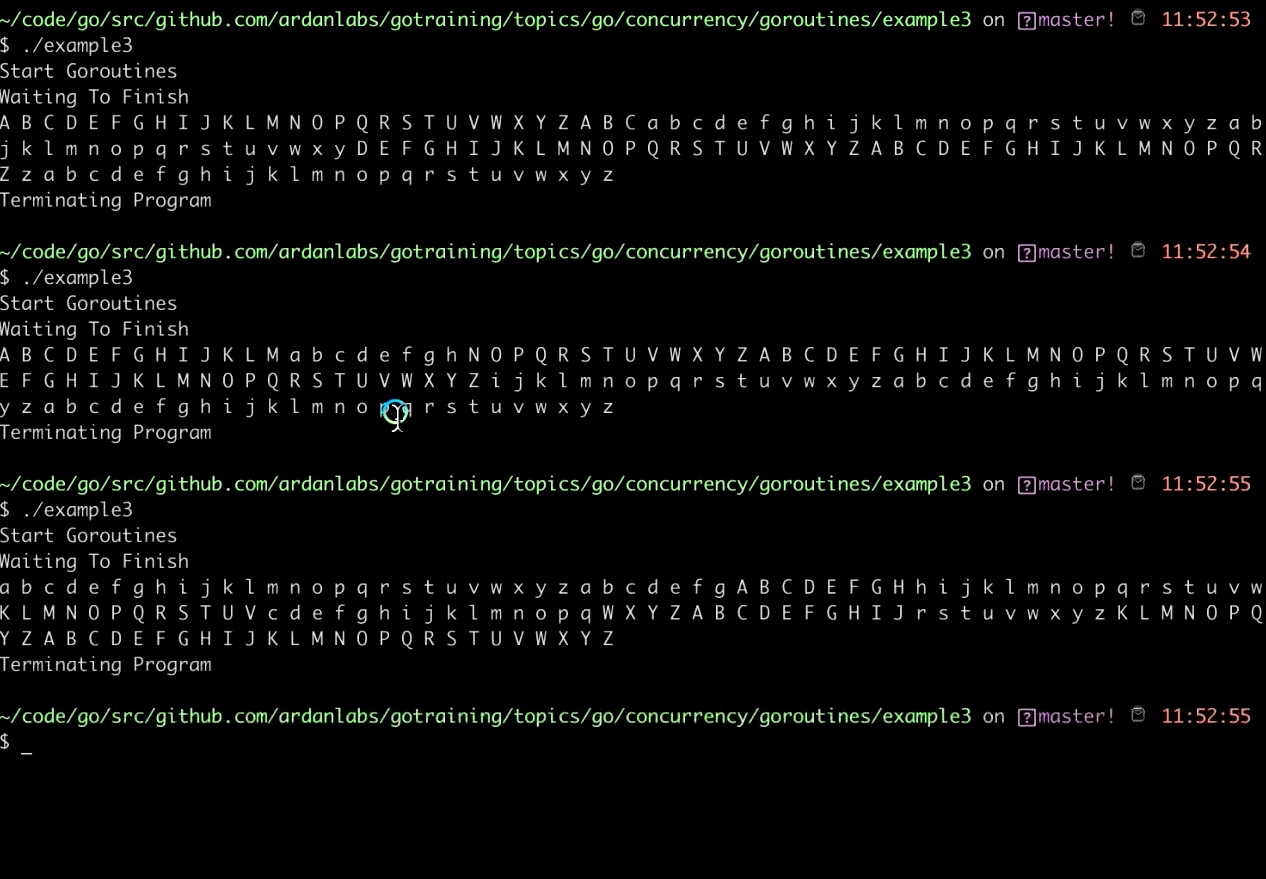 ~/code/go/src/github.com/ardanlabs/gotraining/topics/go/concurrency/goroutines/example3 on master! 11:52:53
$ ./example3
Start Goroutines
Waiting To Finish
A B C D E F G H I J K L M N O P Q R S T U V W X Y Z A B C a b c d e f g h i j k l m n o p q r s t u v w x y z a b
j k l m n o p q r s t u v w x y D E F G H I J K L M N O P Q R S T U V W X Y Z A B C D E F G H I J K L M N O P Q R
Z z a b c d e f g h i j k l m n o p q r s t u v w x y z
Terminating Program
~/code/go/src/github.com/ardanlabs/gotraining/topics/go/concurrency/goroutines/example3 on master! 11:52:54
$ ./example3
Start Goroutines
Waiting To Finish
A B C D E F G H I J K L M a b c d e f g h N O P Q R S T U V W X Y Z A B C D E F G H I J K L M N O P Q R S T U V W
E F G H I J K L M N O P Q R S T U V W X Y Z i j k l m n o p q r s t u v w x y z a b c d e f g h i j k l m n o p q
y z a b c d e f g h i j k l m n o p q r s t u v w x y z
Terminating Program
~/code/go/src/github.com/ardanlabs/gotraining/topics/go/concurrency/goroutines/example3 on master! 11:52:55
$ ./example3
Start Goroutines
Waiting To Finish
a b c d e f g h i j k l m n o p q r s t u v w x y z a b c d e f g A B C D E F G H h i j k l m n o p q r s t u v w
K L M N O P Q R S T U V c d e f g h i j k l m n o p q W X Y Z A B C D E F G H I J r s t u v w x y z K L M N O P Q
Y Z A B C D E F G H I J K L M N O P Q R S T U V W X Y Z
Terminating Program
~/code/go/src/github.com/ardanlabs/gotraining/topics/go/concurrency/goroutines/example3 on master! 11:52:55
$ _